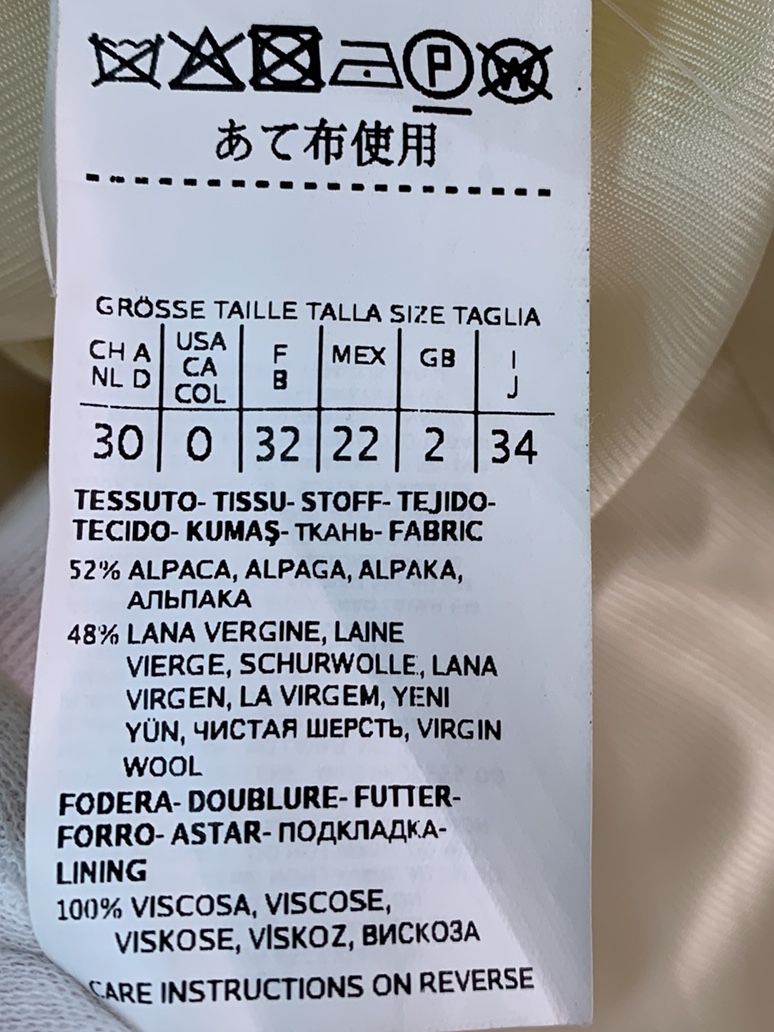 P W
あて布使用
GRÖSSE TAILLE TALLA SIZE TAGLIA
CH A NL D USA CA COL F B MEX GB I J
30 0 32 22 2 34
TESSUTO- TISSU- STOFF- TEJIDO-
TECIDO- KUMAŞ- ТКАНЬ- FABRIC
52% ALPACA, ALPAGA, ALPAKA,
АЛЬПАКА
48% LANA VERGINE, LAINE
VIERGE, SCHURWOLLE, LANA
VIRGEN, LA VIRGEM, YENI
YÜN, ЧИСТАЯ ШЕРСТЬ, VIRGIN
WOOL
FODERA- DOUBLURE- FUTTER-
FORRO- ASTAR- ПОДКЛАДКА-
LINING
100% VISCOSA, VISCOSE,
VISKOSE, VİSKOZ, ВИСКОЗА
CARE INSTRUCTIONS ON REVERSE